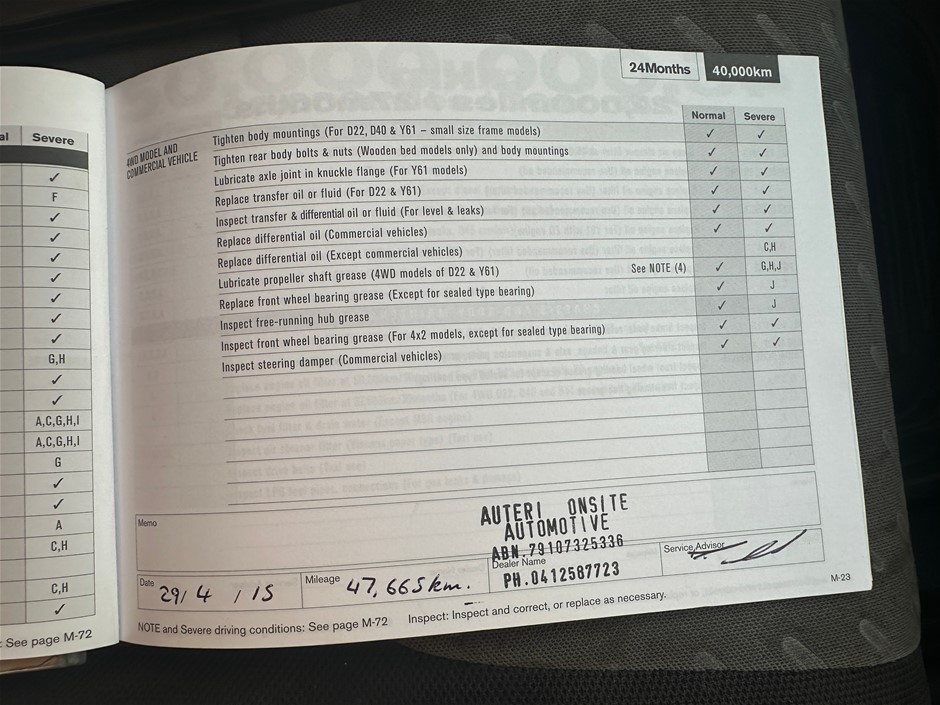 al Severe
✓
F
✓
✓
✓
✓
✓
✓
✓
G,H
✓
✓
A,C,G,H,I
A,C,G,H,I
G
✓
✓
A
C,H
C,H
✓
: See page M-72
24Months 40,000km
Normal Severe
4WD MODEL AND
COMMERCIAL VEHICLE
Tighten body mountings (For D22, D40 & Y61 – small size frame models) ✓ ✓
Tighten rear body bolts & nuts (Wooden bed models only) and body mountings ✓ ✓
Lubricate axle joint in knuckle flange (For Y61 models) ✓ ✓
Replace transfer oil or fluid (For D22 & Y61) ✓ ✓
Inspect transfer & differential oil or fluid (For level & leaks) ✓ ✓
Replace differential oil (Commercial vehicles) ✓ ✓
Replace differential oil (Except commercial vehicles) C,H
Lubricate propeller shaft grease (4WD models of D22 & Y61) See NOTE (4) ✓ G,H,J
Replace front wheel bearing grease (Except for sealed type bearing) ✓ J
Inspect free-running hub grease ✓ J
Inspect front wheel bearing grease (For 4x2 models, except for sealed type bearing) ✓ ✓
Inspect steering damper (Commercial vehicles) ✓ ✓
Memo
AUTERI ONSITE
AUTOMOTIVE
ABN.79107325336
Dealer Name
PH.0412587723
Service Advisor
Date 29/4/15
Mileage 47,665km.
NOTE and Severe driving conditions: See page M-72 Inspect: Inspect and correct, or replace as necessary.
M-23